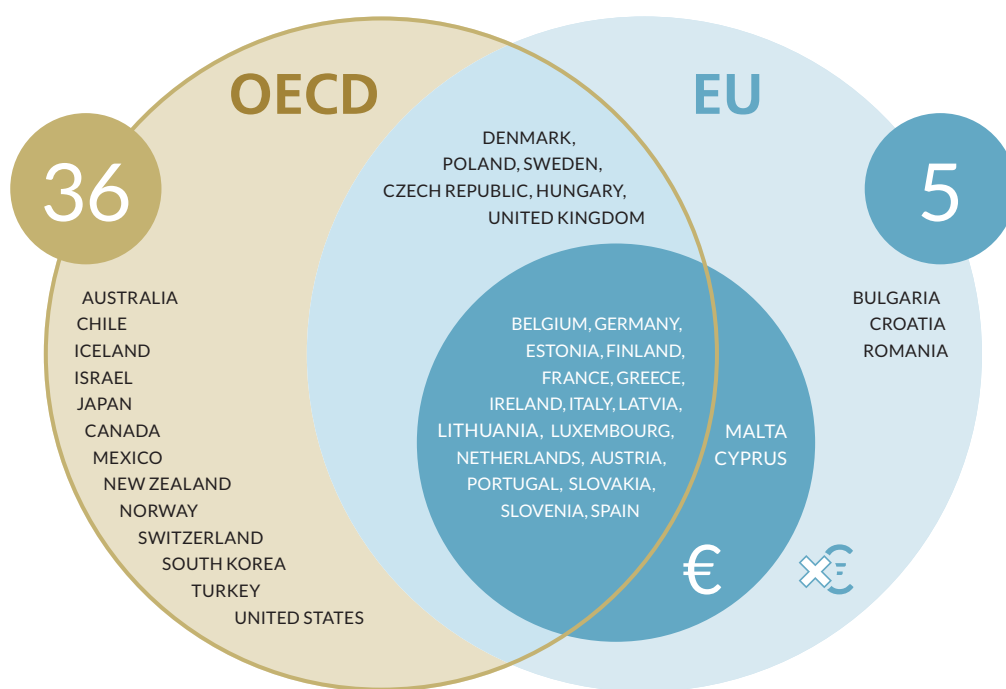 OECD
EU
36
5
DENMARK,
POLAND, SWEDEN,
CZECH REPUBLIC, HUNGARY,
UNITED KINGDOM
AUSTRALIA
CHILE
ICELAND
ISRAEL
JAPAN
CANADA
MEXICO
NEW ZEALAND
NORWAY
SWITZERLAND
SOUTH KOREA
TURKEY
UNITED STATES
BELGIUM, GERMANY,
ESTONIA, FINLAND,
FRANCE, GREECE,
IRELAND, ITALY, LATVIA,
LITHUANIA, LUXEMBOURG,
NETHERLANDS, AUSTRIA,
PORTUGAL, SLOVAKIA,
SLOVENIA, SPAIN
MALTA
CYPRUS
BULGARIA
CROATIA
ROMANIA
€
€